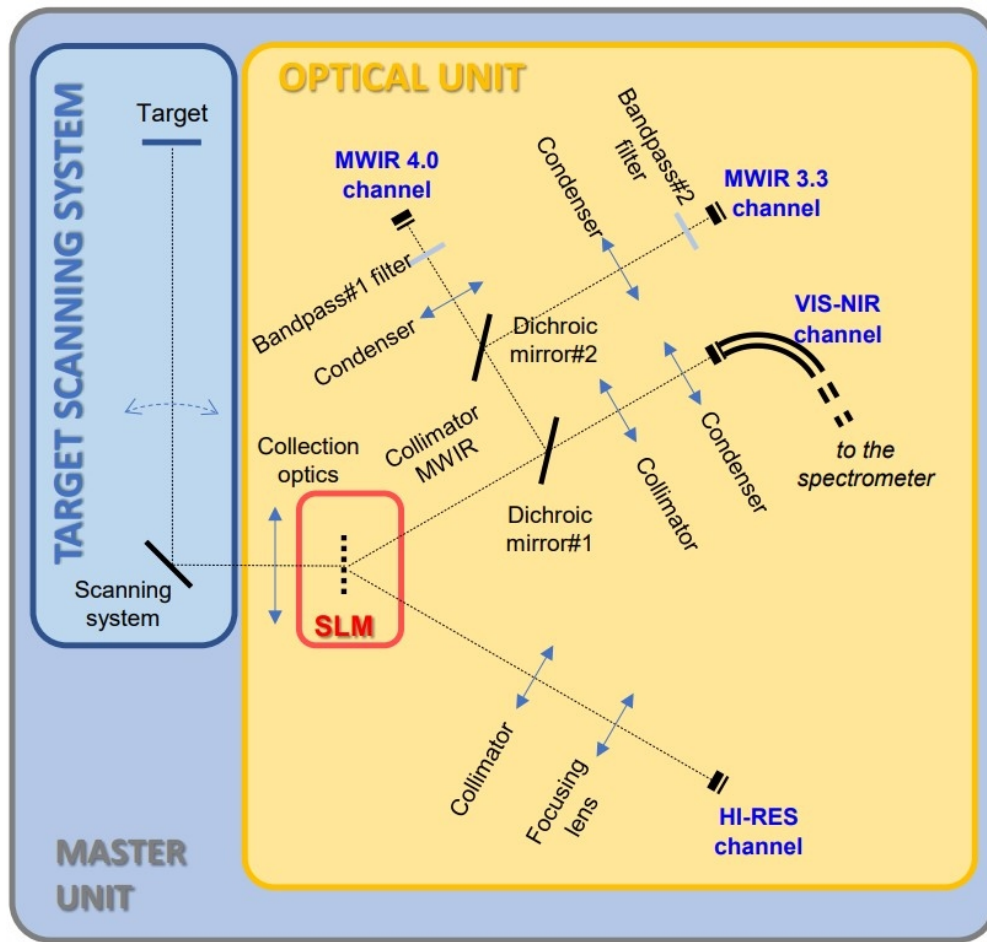 TARGET SCANNING SYSTEM
OPTICAL UNIT
Target
MWIR 4.0
channel
Bandpass#1 filter
Condenser
Condenser
Bandpass#2
filter
MWIR 3.3
channel
VIS-NIR
channel
Dichroic
mirror#2
Collimator
MWIR
Collection
optics
Dichroic
mirror#1
Collimator
Condenser
to the
spectrometer
Scanning
system
SLM
Collimator
Focusing
lens
HI-RES
channel
MASTER
UNIT